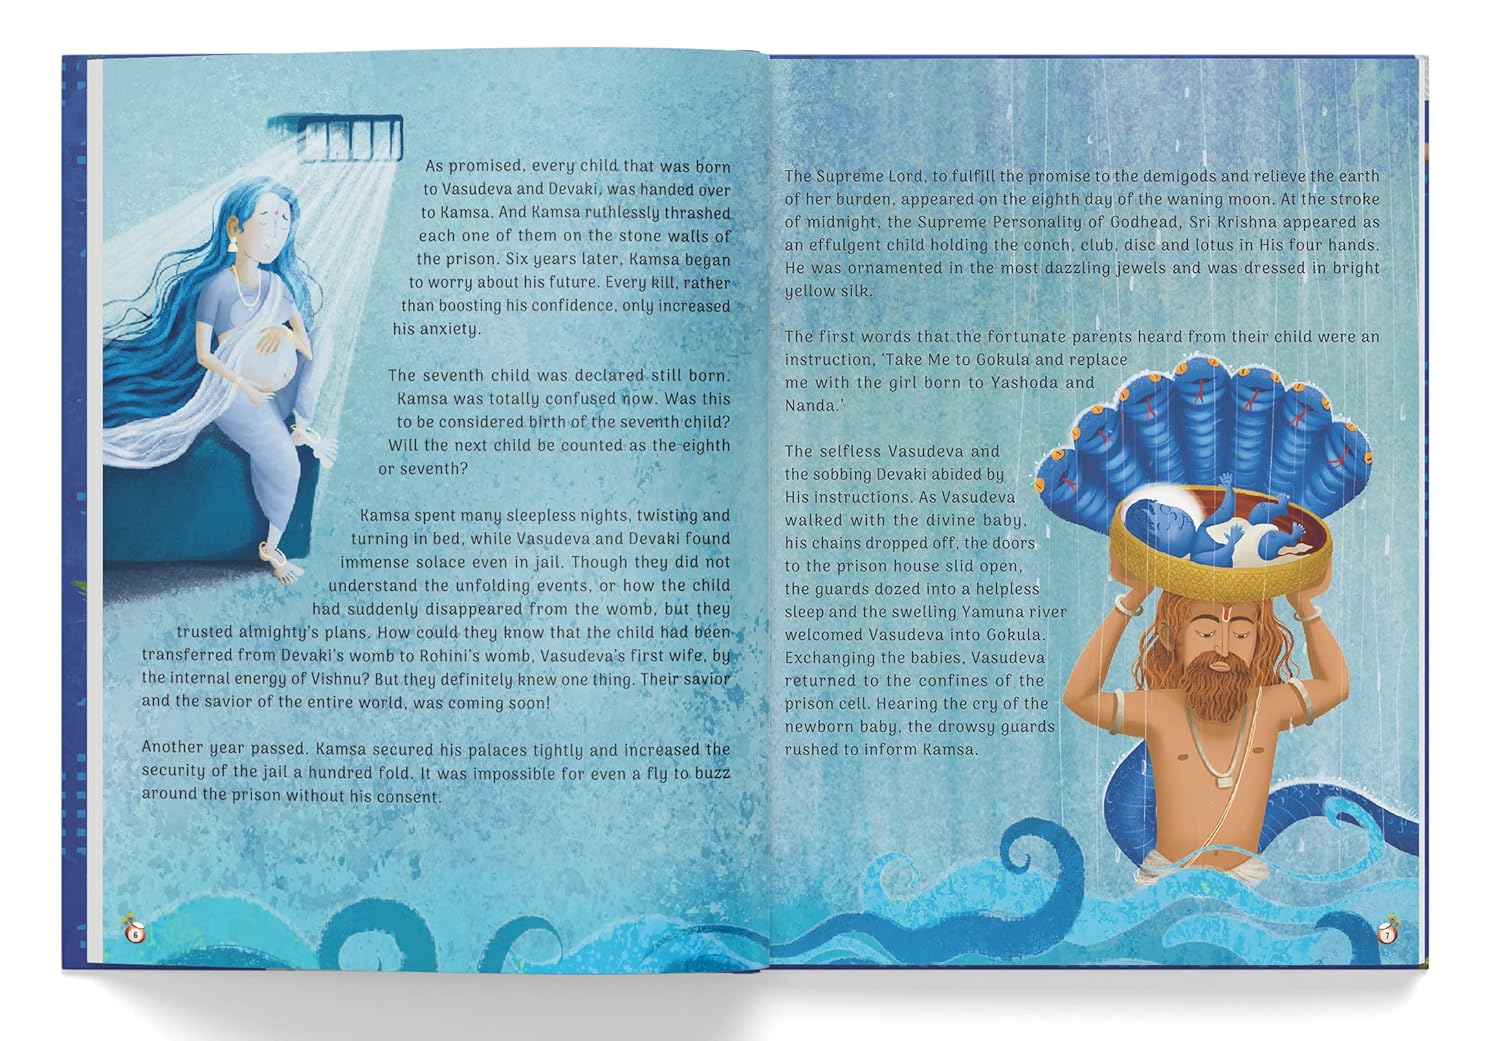 As promised, every child that was born
to Vasudeva and Devaki, was handed over
to Kamsa. And Kamsa ruthlessly thrashed
each one of them on the stone walls of
the prison. Six years later, Kamsa began
to worry about his future. Every kill, rather
than boosting his confidence, only increased
his anxiety.
The seventh child was declared still born.
Kamsa was totally confused now. Was this
to be considered birth of the seventh child?
Will the next child be counted as the eighth
or seventh?
Kamsa spent many sleepless nights, twisting and
turning in bed, while Vasudeva and Devaki found
immense solace even in jail. Though they did not
understand the unfolding events, or how the child
had suddenly disappeared from the womb, but they
trusted almighty's plans. How could they know that the child had been
transferred from Devaki's womb to Rohini's womb, Vasudeva's first wife, by
the internal energy of Vishnu? But they definitely knew one thing. Their savior
and the savior of the entire world, was coming soon!
Another year passed. Kamsa secured his palaces tightly and increased the
security of the jail a hundred fold. It was impossible for even a fly to buzz
around the prison without his consent.
6
The Supreme Lord, to fulfill the promise to the demigods and relieve the earth
of her burden, appeared on the eighth day of the waning moon. At the stroke
of midnight, the Supreme Personality of Godhead, Sri Krishna appeared as
an effulgent child holding the conch, club, disc and lotus in His four hands.
He was ornamented in the most dazzling jewels and was dressed in bright
yellow silk.
The first words that the fortunate parents heard from their child were an
instruction, 'Take Me to Gokula and replace
me with the girl born to Yashoda and
Nanda.'
The selfless Vasudeva and
the sobbing Devaki abided by
His instructions. As Vasudeva
walked with the divine baby,
his chains dropped off, the doors
to the prison house slid open,
the guards dozed into a helpless
sleep and the swelling Yamuna river
welcomed Vasudeva into Gokula.
Exchanging the babies, Vasudeva
returned to the confines of the
prison cell. Hearing the cry of the
newborn baby, the drowsy guards
rushed to inform Kamsa.
7